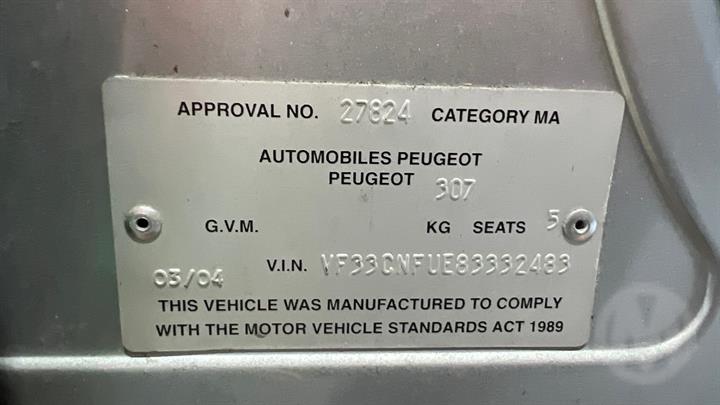 APPROVAL NO. 27824 CATEGORY MA
AUTOMOBILES PEUGEOT
PEUGEOT 307
G.V.M. KG SEATS 5
03/04 V.I.N. VF33CNFUE83332483
THIS VEHICLE WAS MANUFACTURED TO COMPLY
WITH THE MOTOR VEHICLE STANDARDS ACT 1989